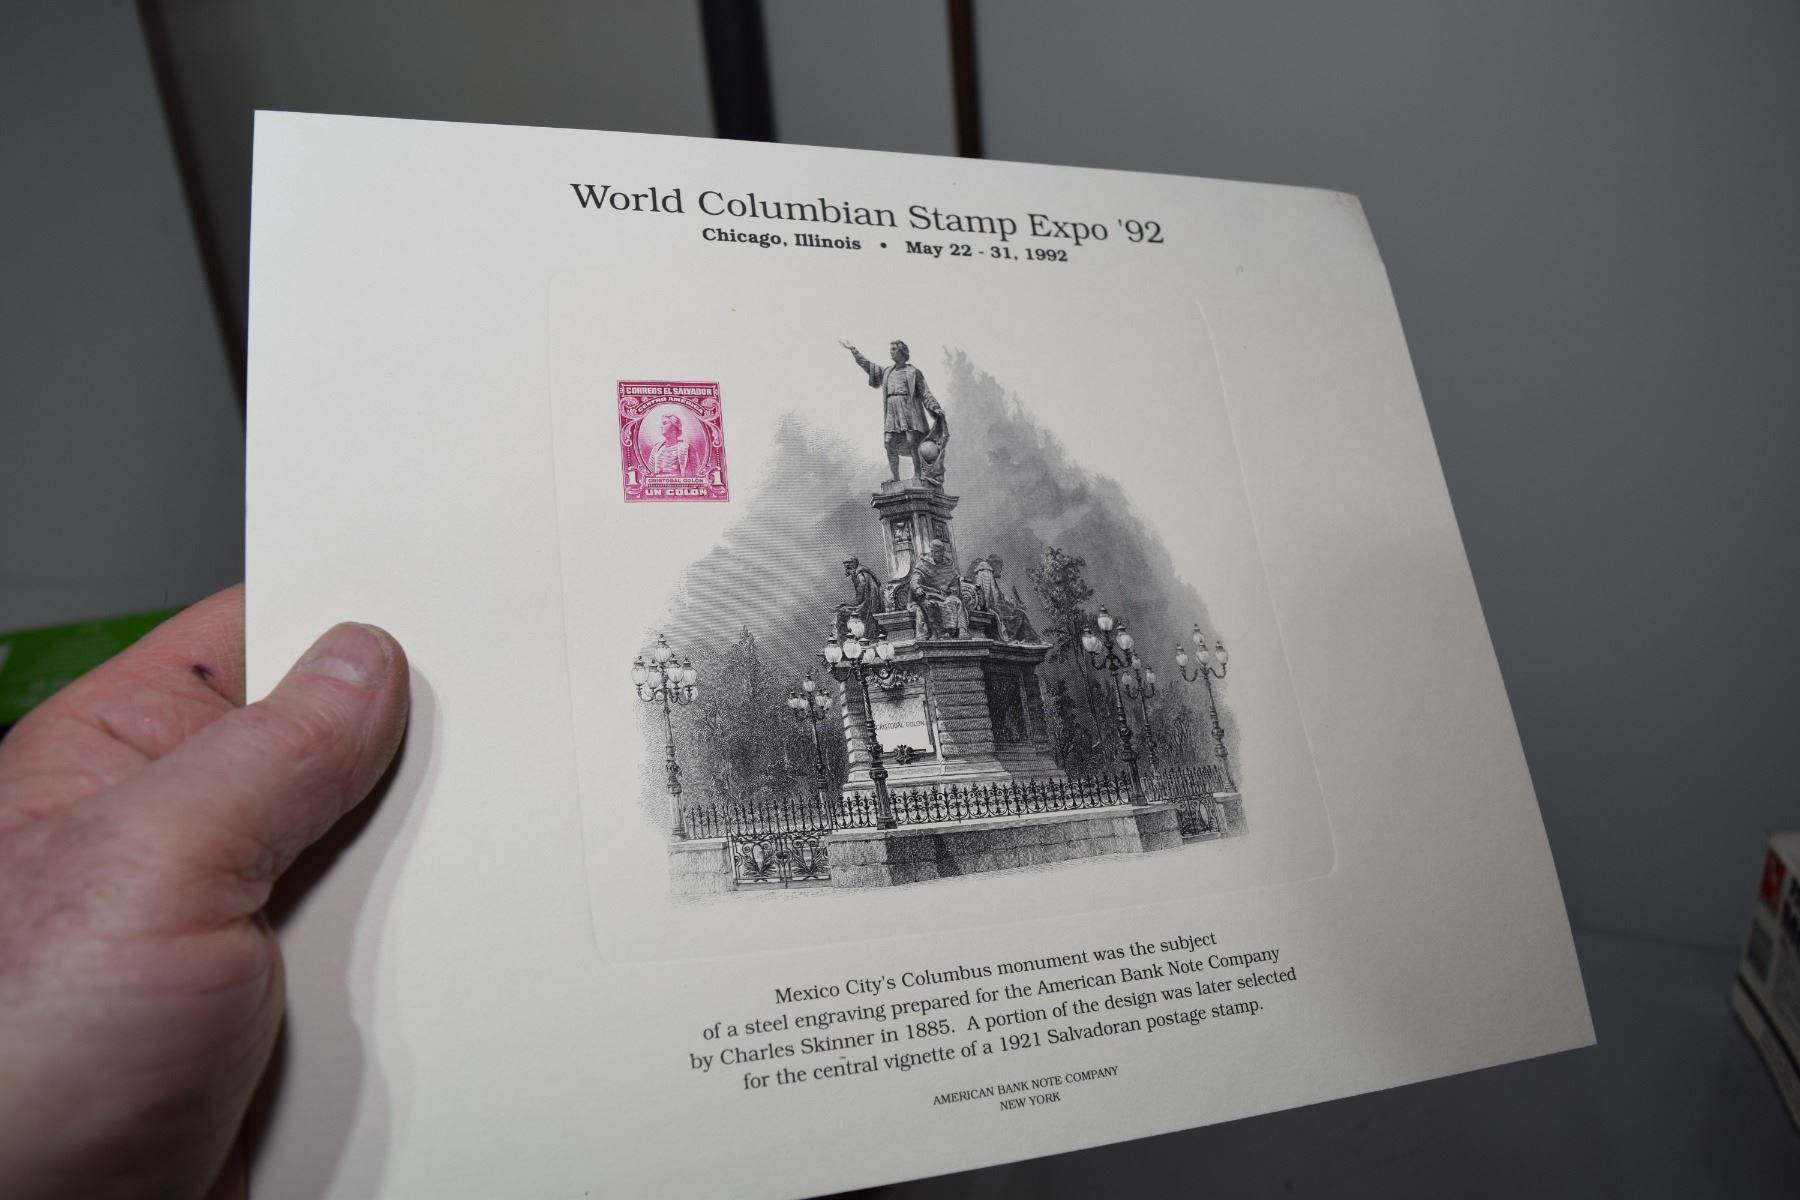 World Columbian Stamp Expo '92
Chicago, Illinois • May 22 - 31, 1992
CORREOS EL SALVADOR
CENTRO AMERICA
1
CRISTOBAL COLON
1
UN COLON
CRISTOBAL COLON
Mexico City's Columbus monument was the subject
of a steel engraving prepared for the American Bank Note Company
by Charles Skinner in 1885. A portion of the design was later selected
for the central vignette of a 1921 Salvadoran postage stamp.
AMERICAN BANK NOTE COMPANY
NEW YORK